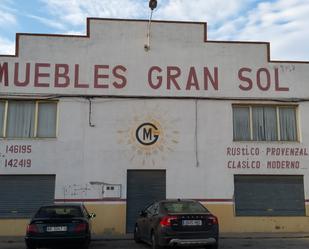 MUEBLES GRAN SOL
MG
146195
142419
RUSTICO · PROVENZAL
CLASICO · MODERNO